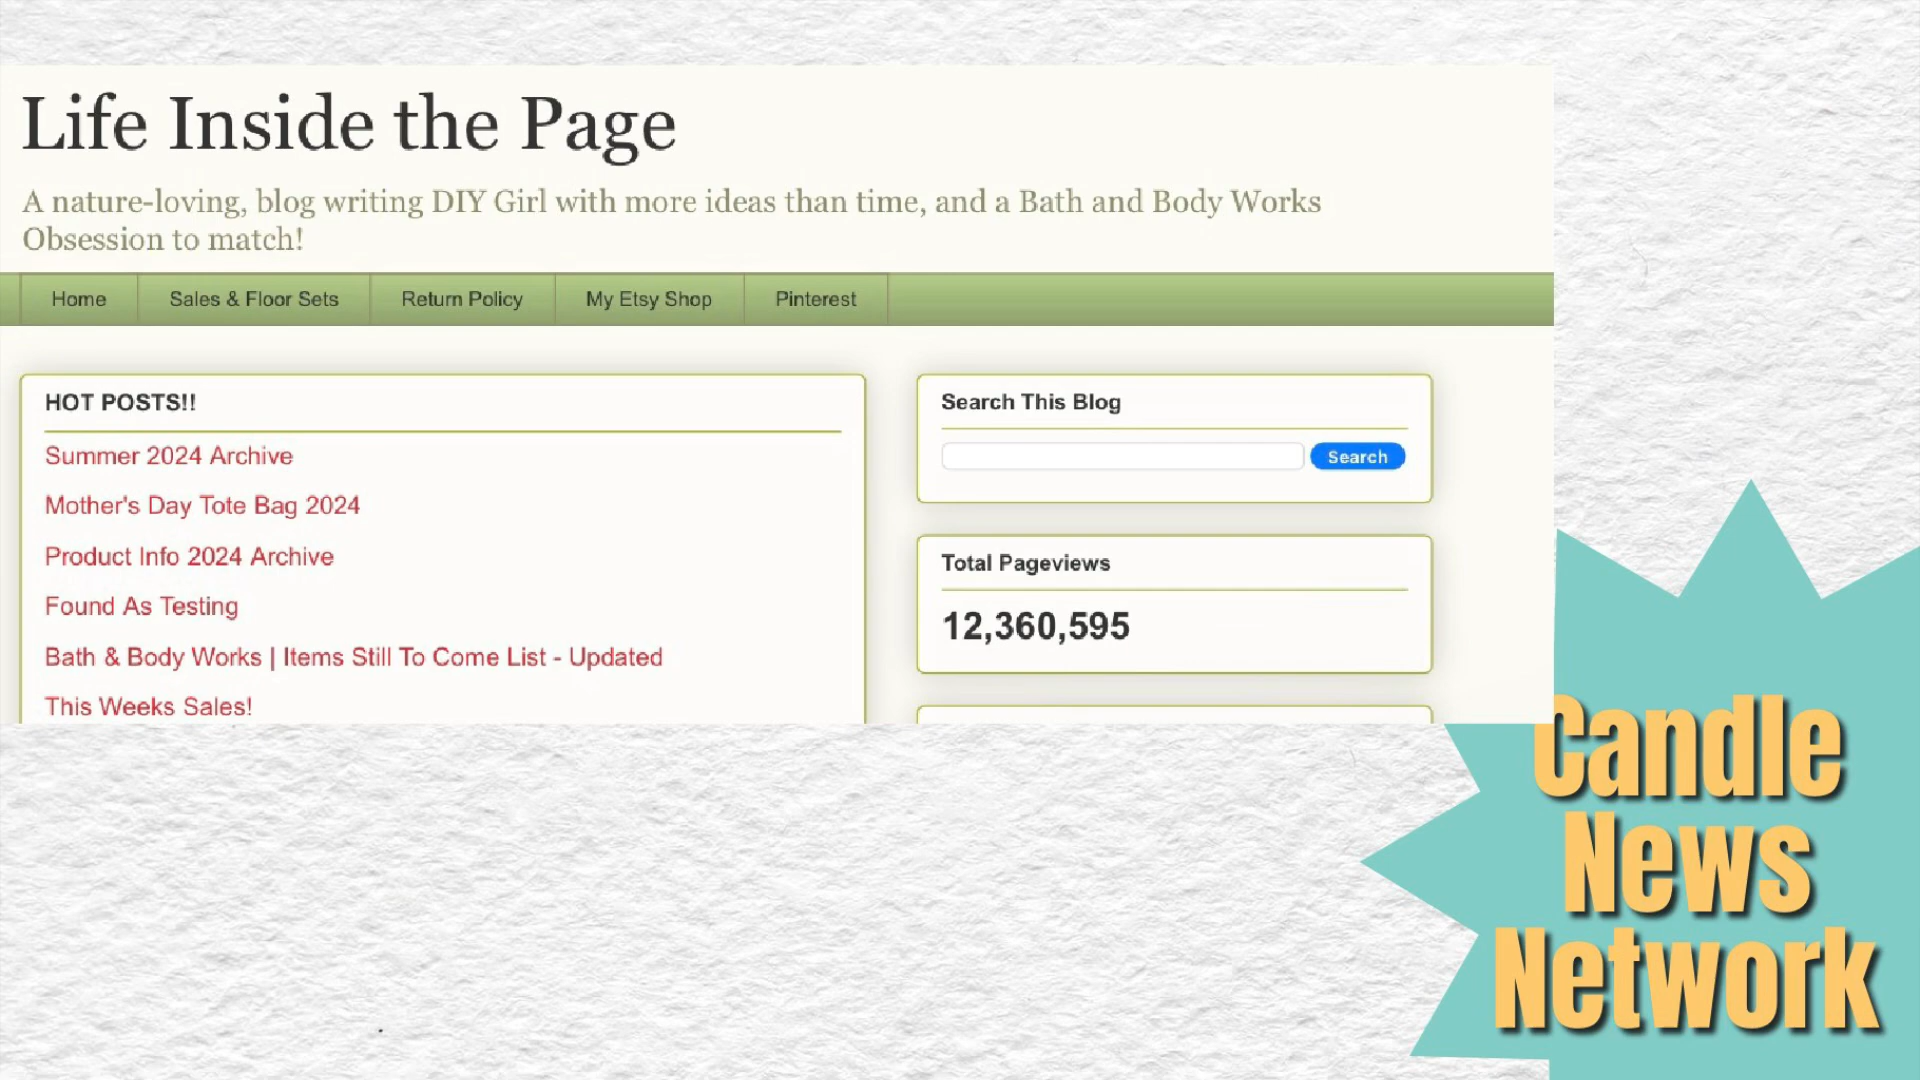 Life Inside the Page
A nature-loving, blog writing DIY Girl with more ideas than time, and a Bath and Body Works
Obsession to match!
Home
Sales & Floor Sets
Return Policy
My Etsy Shop
Pinterest
HOT POSTS!!
Summer 2024 Archive
Mother's Day Tote Bag 2024
Product Info 2024 Archive
Found As Testing
Bath & Body Works | Items Still To Come List - Updated
This Weeks Sales!
Search This Blog
Search
Total Pageviews
12,360,595
Candle
News
Network